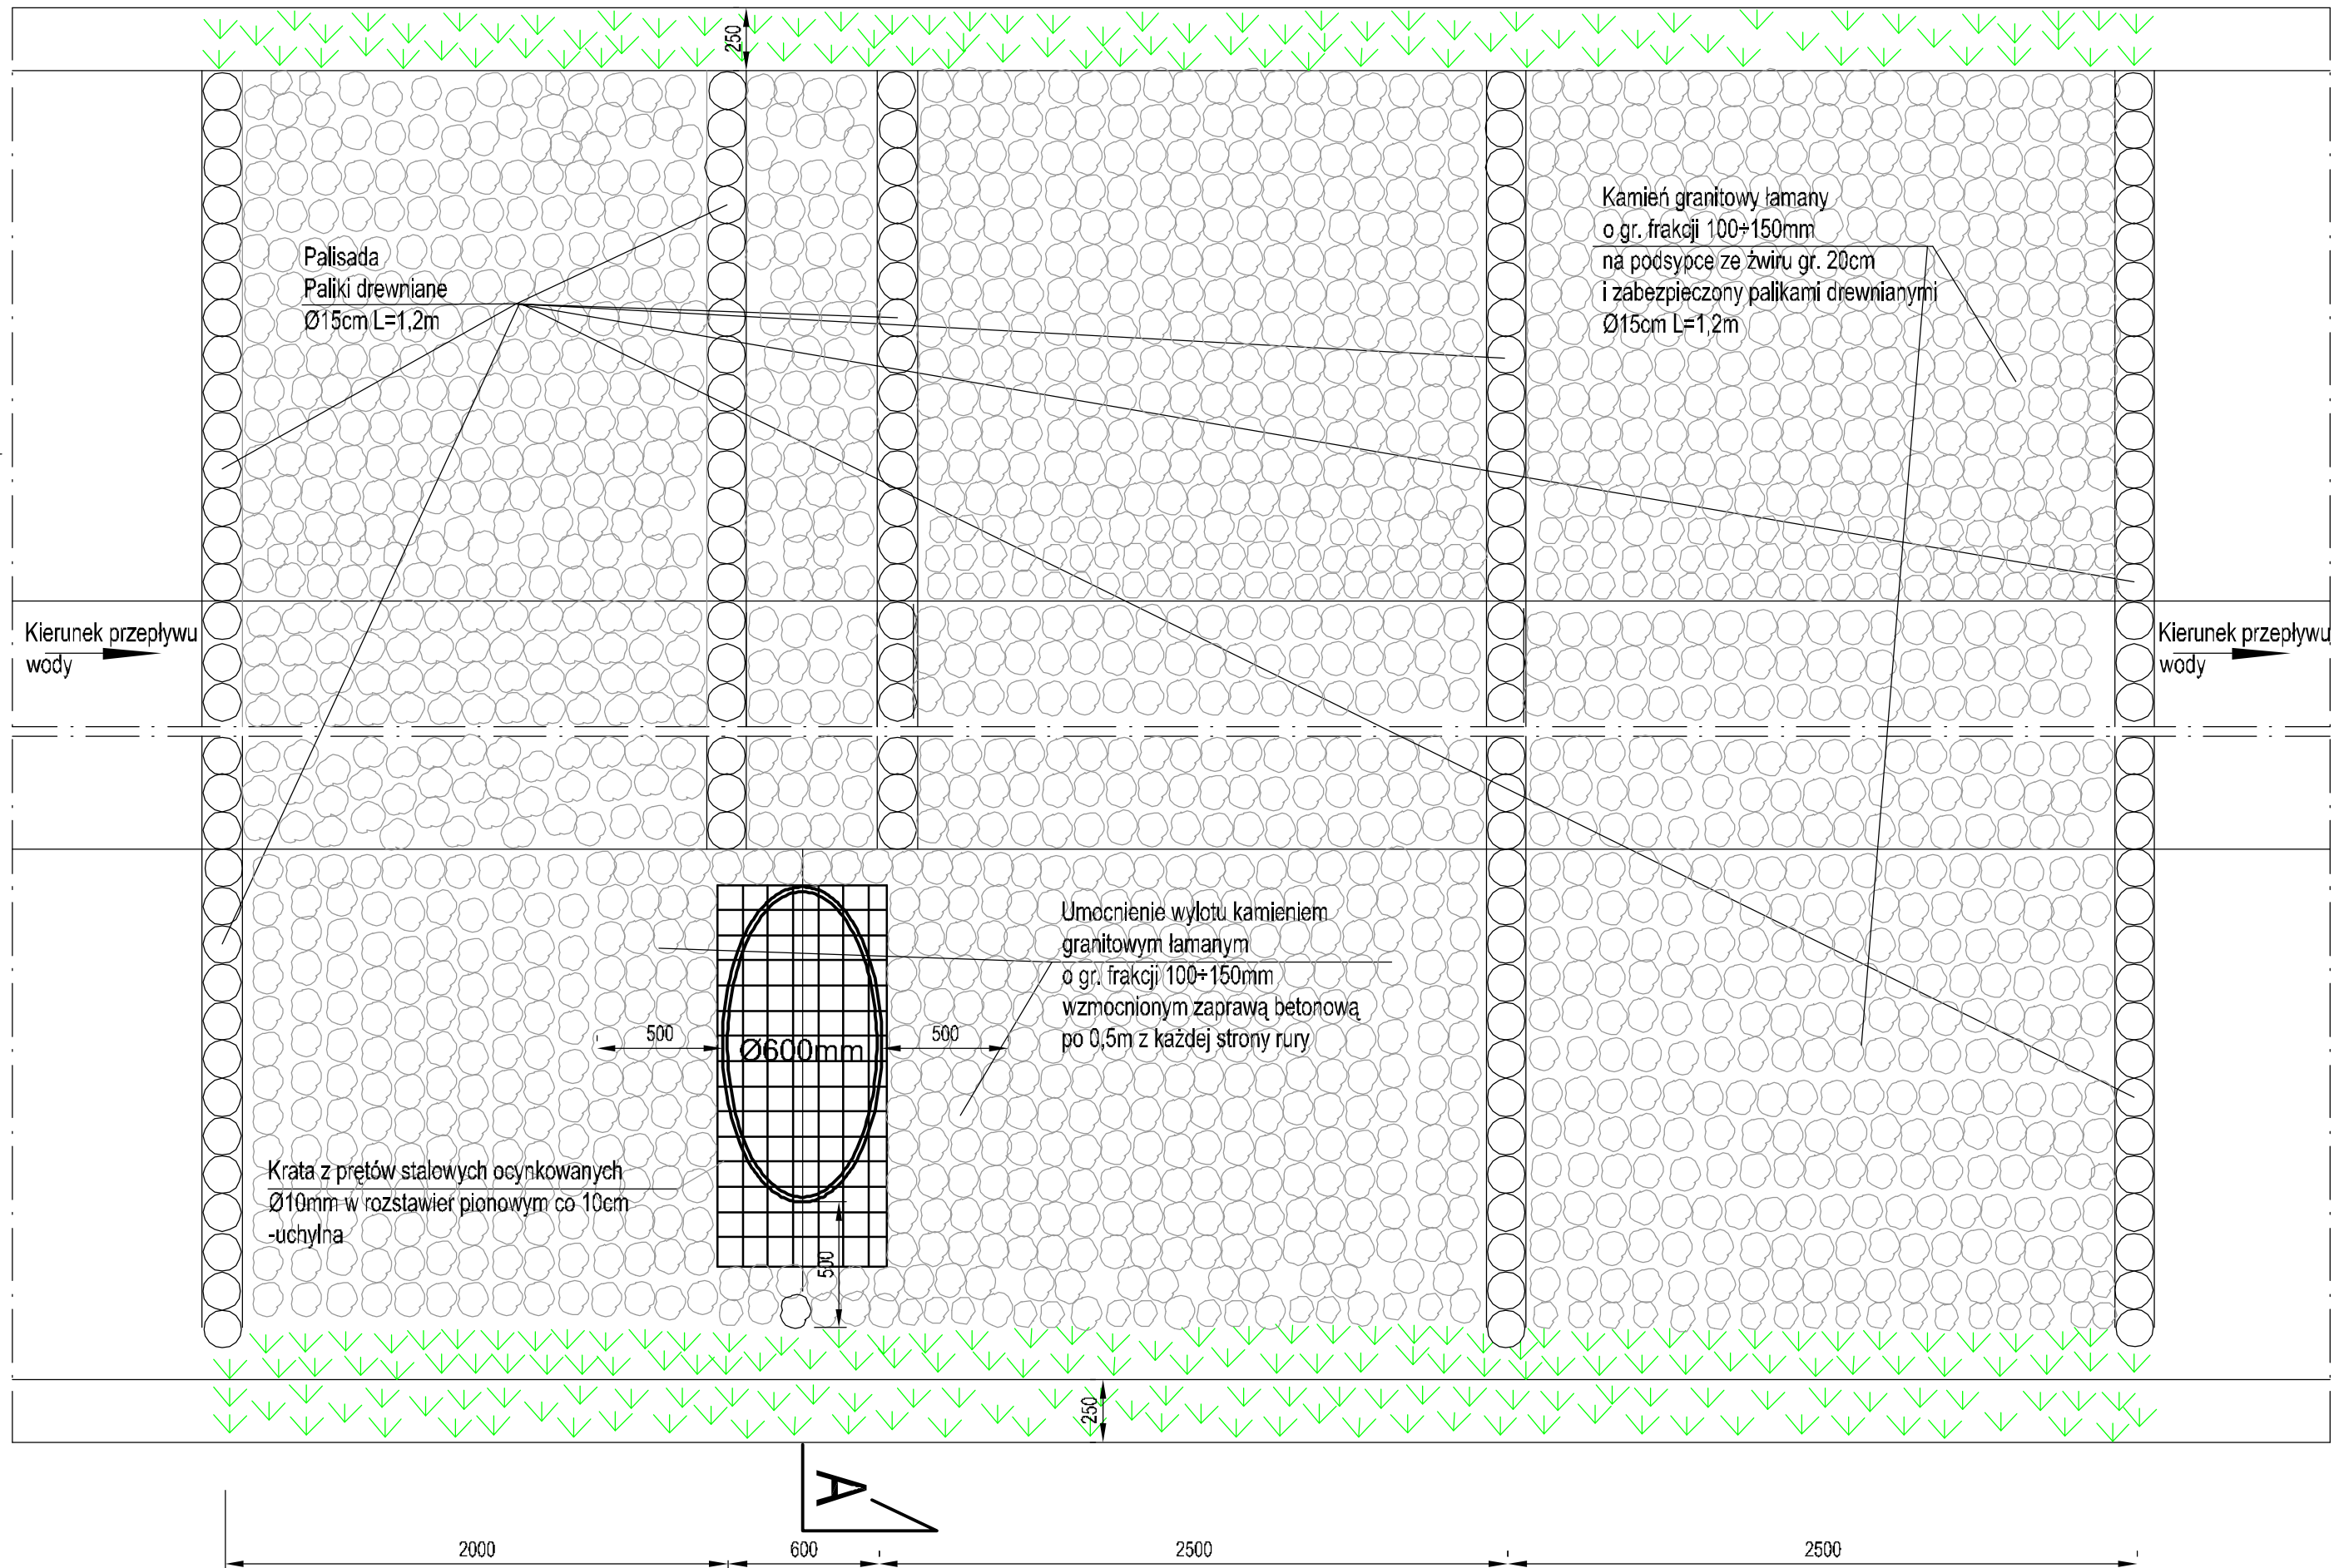 250
Kamień granitowy łamany
o gr. frakcji 100÷150mm
na podsypce ze żwiru gr. 20cm
i zabezpieczony palikami drewnianymi
Ø15cm L=1,2m
Palisada
Paliki drewniane
Ø15cm L=1,2m
Kierunek przepływu
wody
Kierunek przepływu
wody
Umocnienie wylotu kamieniem
granitowym łamanym
o gr. frakcji 100÷150mm
wzmocnionym zaprawą betonową
po 0,5m z każdej strony rury
500
Ø600mm
500
Krata z prętów stalowych ocynkowanych
Ø10mm w rozstawier pionowym co 10cm
-uchylna
500
250
A
2000
600
2500
2500